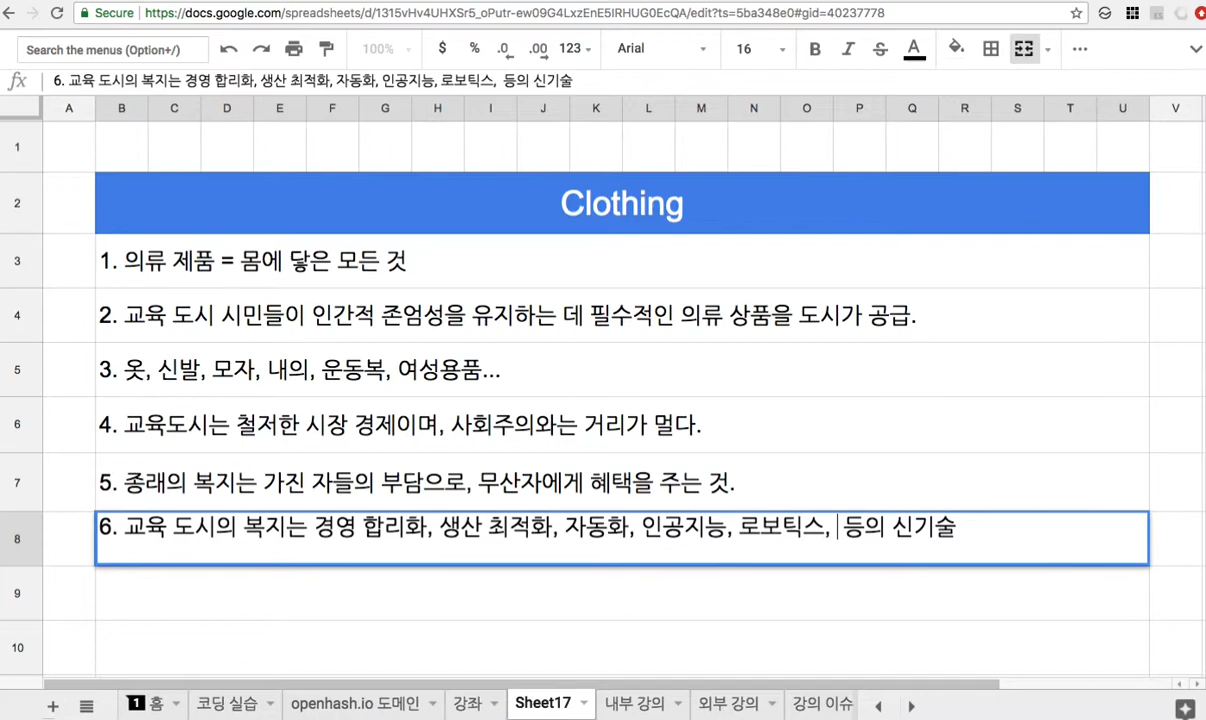 Secure https://docs.google.com/spreadsheets/d/1315vHv4UHXSr5_oPutr-ew09G4LxzEnE5IRHUG0EcQA/edit?ts=5ba348e0#gid=40237778
Search the menus (Option+/) 100% $ % .0 .00 123 Arial 16 B I S A
fx 6. 교육 도시의 복지는 경영 합리화, 생산 최적화, 자동화, 인공지능, 로보틱스, 등의 신기술
A B C D E F G H I J K L M N O P Q R S T U V
1
2 Clothing
3 1. 의류 제품 = 몸에 닿은 모든 것
4 2. 교육 도시 시민들이 인간적 존엄성을 유지하는 데 필수적인 의류 상품을 도시가 공급.
5 3. 옷, 신발, 모자, 내의, 운동복, 여성용품...
6 4. 교육도시는 철저한 시장 경제이며, 사회주의와는 거리가 멀다.
7 5. 종래의 복지는 가진 자들의 부담으로, 무산자에게 혜택을 주는 것.
8 6. 교육 도시의 복지는 경영 합리화, 생산 최적화, 자동화, 인공지능, 로보틱스, 등의 신기술
9
10
1 홈 코딩 실습 openhash.io 도메인 강좌 Sheet17 내부 강의 외부 강의 강의 이슈